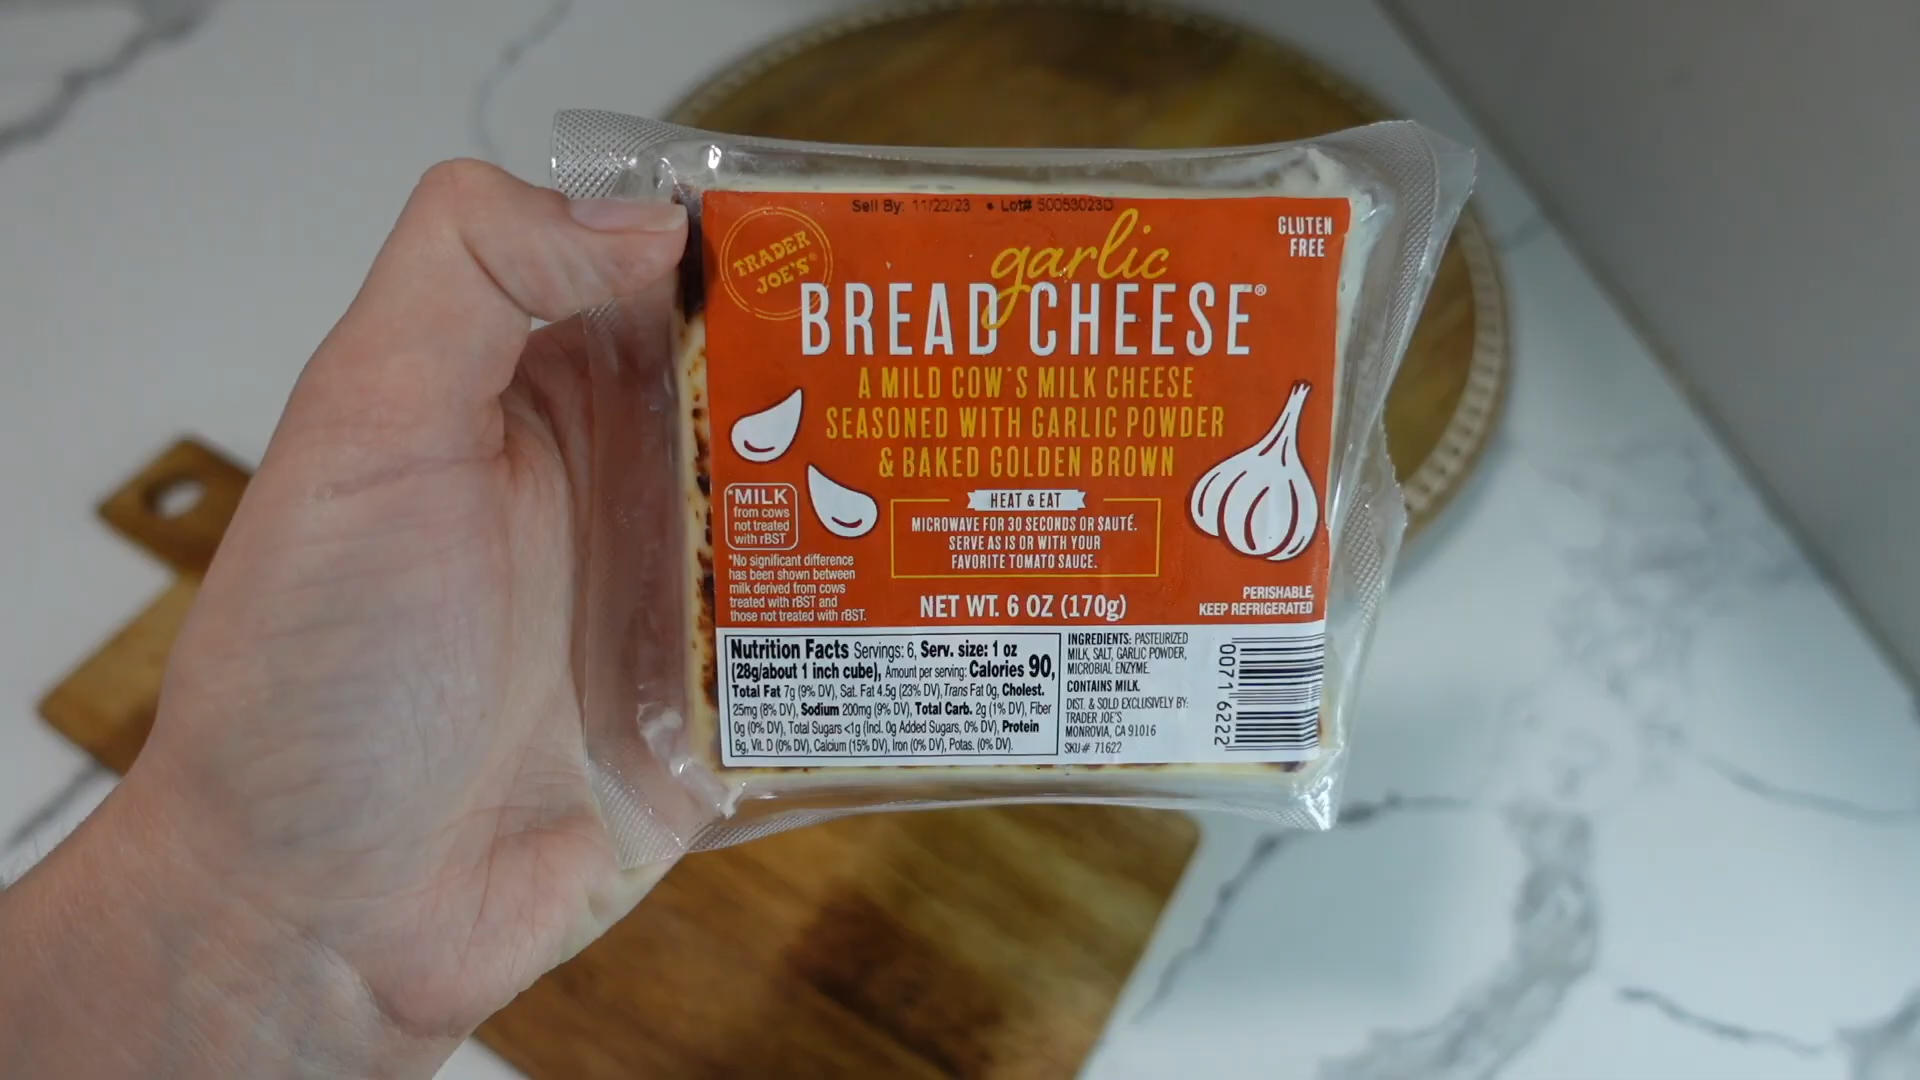 Sell By: 11/22/23 • Lot# 50053023D
TRADER
JOE'S®
GLUTEN
FREE
garlic
BREAD CHEESE®
A MILD COW'S MILK CHEESE
SEASONED WITH GARLIC POWDER
& BAKED GOLDEN BROWN
*MILK
from cows
not treated
with rBST
*No significant difference
has been shown between
milk derived from cows
treated with rBST and
those not treated with rBST.
HEAT & EAT
MICROWAVE FOR 30 SECONDS OR SAUTÉ.
SERVE AS IS OR WITH YOUR
FAVORITE TOMATO SAUCE.
NET WT. 6 OZ (170g)
PERISHABLE,
KEEP REFRIGERATED
Nutrition Facts Servings: 6, Serv. size: 1 oz
(28g/about 1 inch cube), Amount per serving: Calories 90,
Total Fat 7g (9% DV), Sat. Fat 4.5g (23% DV), Trans Fat 0g, Cholest.
25mg (8% DV), Sodium 200mg (9% DV), Total Carb. 2g (1% DV), Fiber
0g (0% DV), Total Sugars <1g (Incl. 0g Added Sugars, 0% DV), Protein
6g, Vit. D (0% DV), Calcium (15% DV), Iron (0% DV), Potas. (0% DV).
INGREDIENTS: PASTEURIZED
MILK, SALT, GARLIC POWDER,
MICROBIAL ENZYME.
CONTAINS MILK.
DIST. & SOLD EXCLUSIVELY BY:
TRADER JOE'S
MONROVIA, CA 91016
SKU# 71622
0071 6222